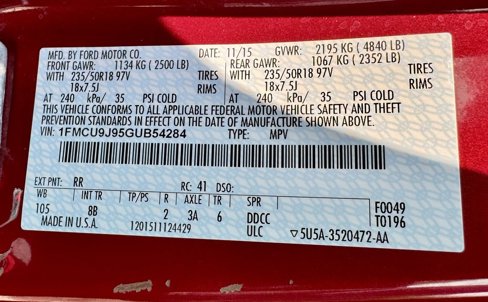 MFD. BY FORD MOTOR CO. DATE: 11/15 GVWR: 2195 KG ( 4840 LB)
FRONT GAWR: 1134 KG ( 2500 LB) REAR GAWR: 1067 KG ( 2352 LB)
WITH 235/50R18 97V TIRES WITH 235/50R18 97V TIRES
18x7.5J RIMS 18x7.5J RIMS
AT 240 kPa/ 35 PSI COLD AT 240 kPa/ 35 PSI COLD
THIS VEHICLE CONFORMS TO ALL APPLICABLE FEDERAL MOTOR VEHICLE SAFETY AND THEFT
PREVENTION STANDARDS IN EFFECT ON THE DATE OF MANUFACTURE SHOWN ABOVE.
VIN: 1FMCU9J95GUB54284 TYPE: MPV
EXT PNT: RR RC: 41 DSO:
WB INT TR TP/PS R AXLE TR SPR
105 8B 2 3A 6 DDCC F0049
MADE IN U.S.A. 1201511124429 ULC T0196
▽5U5A-3520472-AA